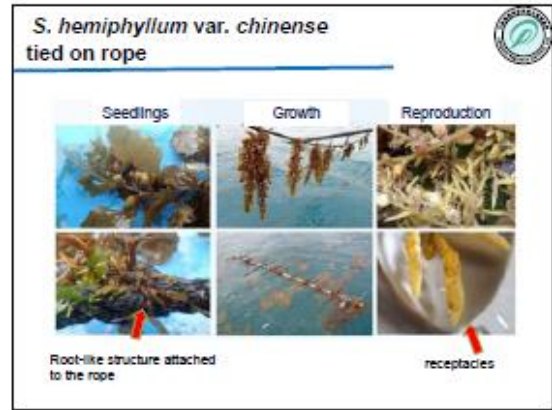 S. hemiphyllum var. chinense
tied on rope
Seedlings
Growth
Reproduction
Root-like structure attached
to the rope
receptacles